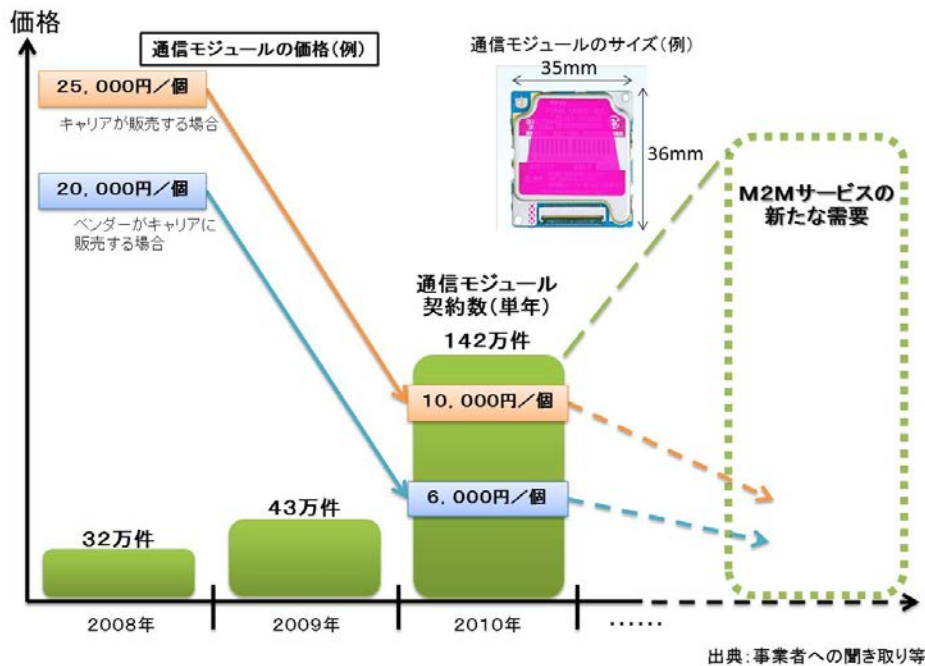 価格
通信モジュールの価格(例)
通信モジュールのサイズ(例)
35mm
36mm
25,000円/個
キャリアが販売する場合
20,000円/個
ベンダーがキャリアに
販売する場合
M2Mサービスの
新たな需要
通信モジュール
契約数(単年)
142万件
10,000円/個
6,000円/個
43万件
32万件
2008年
2009年
2010年
……
出典:事業者への聞き取り等